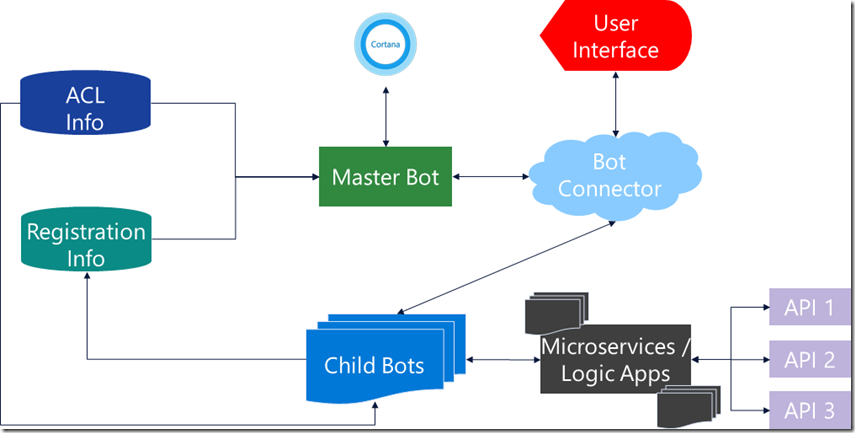 Cortana
User
Interface
ACL
Info
Master Bot
Bot
Connector
Registration
Info
Child Bots
Microservices /
Logic Apps
API 1
API 2
API 3